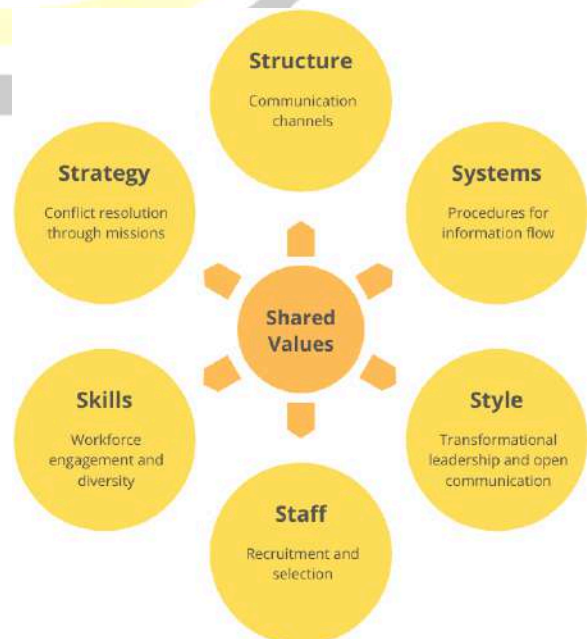 Structure
Communication
channels
Strategy
Conflict resolution
through missions
Systems
Procedures for
information flow
Shared
Values
Skills
Workforce
engagement and
diversity
Style
Transformational
leadership and open
communication
Staff
Recruitment and
selection